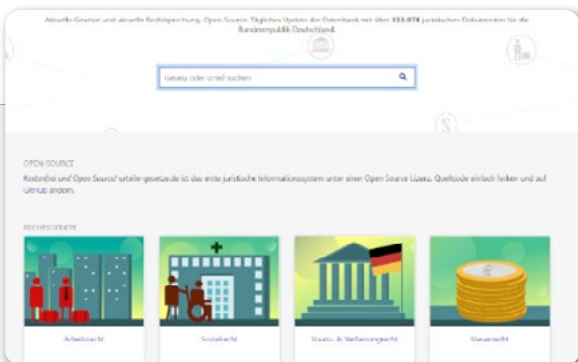 Aktuelle Gesetze und aktuelle Rechtsprechung. Open Source. Tägliches Update der Datenbank mit über 113.078 juristischen Dokumenten für die
Bundesrepublik Deutschland.
Gesetz oder Urteil suchen
OPEN-SOURCE
Kostenfrei und Open Source! urteile-gesetze.de ist das erste juristische Informationssystem unter einer Open Source Lizenz. Quellcode einfach forken und auf
GitHub ändern.
RECHTSGEBIETE
Arbeitsrecht
Sozialrecht
Staats- & Verfassungsrecht
Steuerrecht